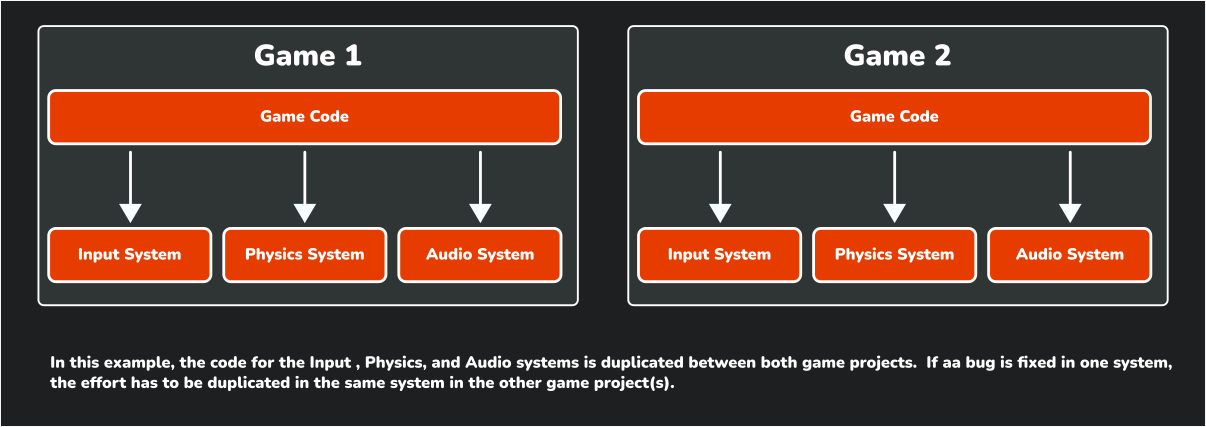 Game 1
Game Code
Input System
Physics System
Audio System
Game 2
Game Code
Input System
Physics System
Audio System
In this example, the code for the Input , Physics, and Audio systems is duplicated between both game projects.  If aa bug is fixed in one system,
the effort has to be duplicated in the same system in the other game project(s).